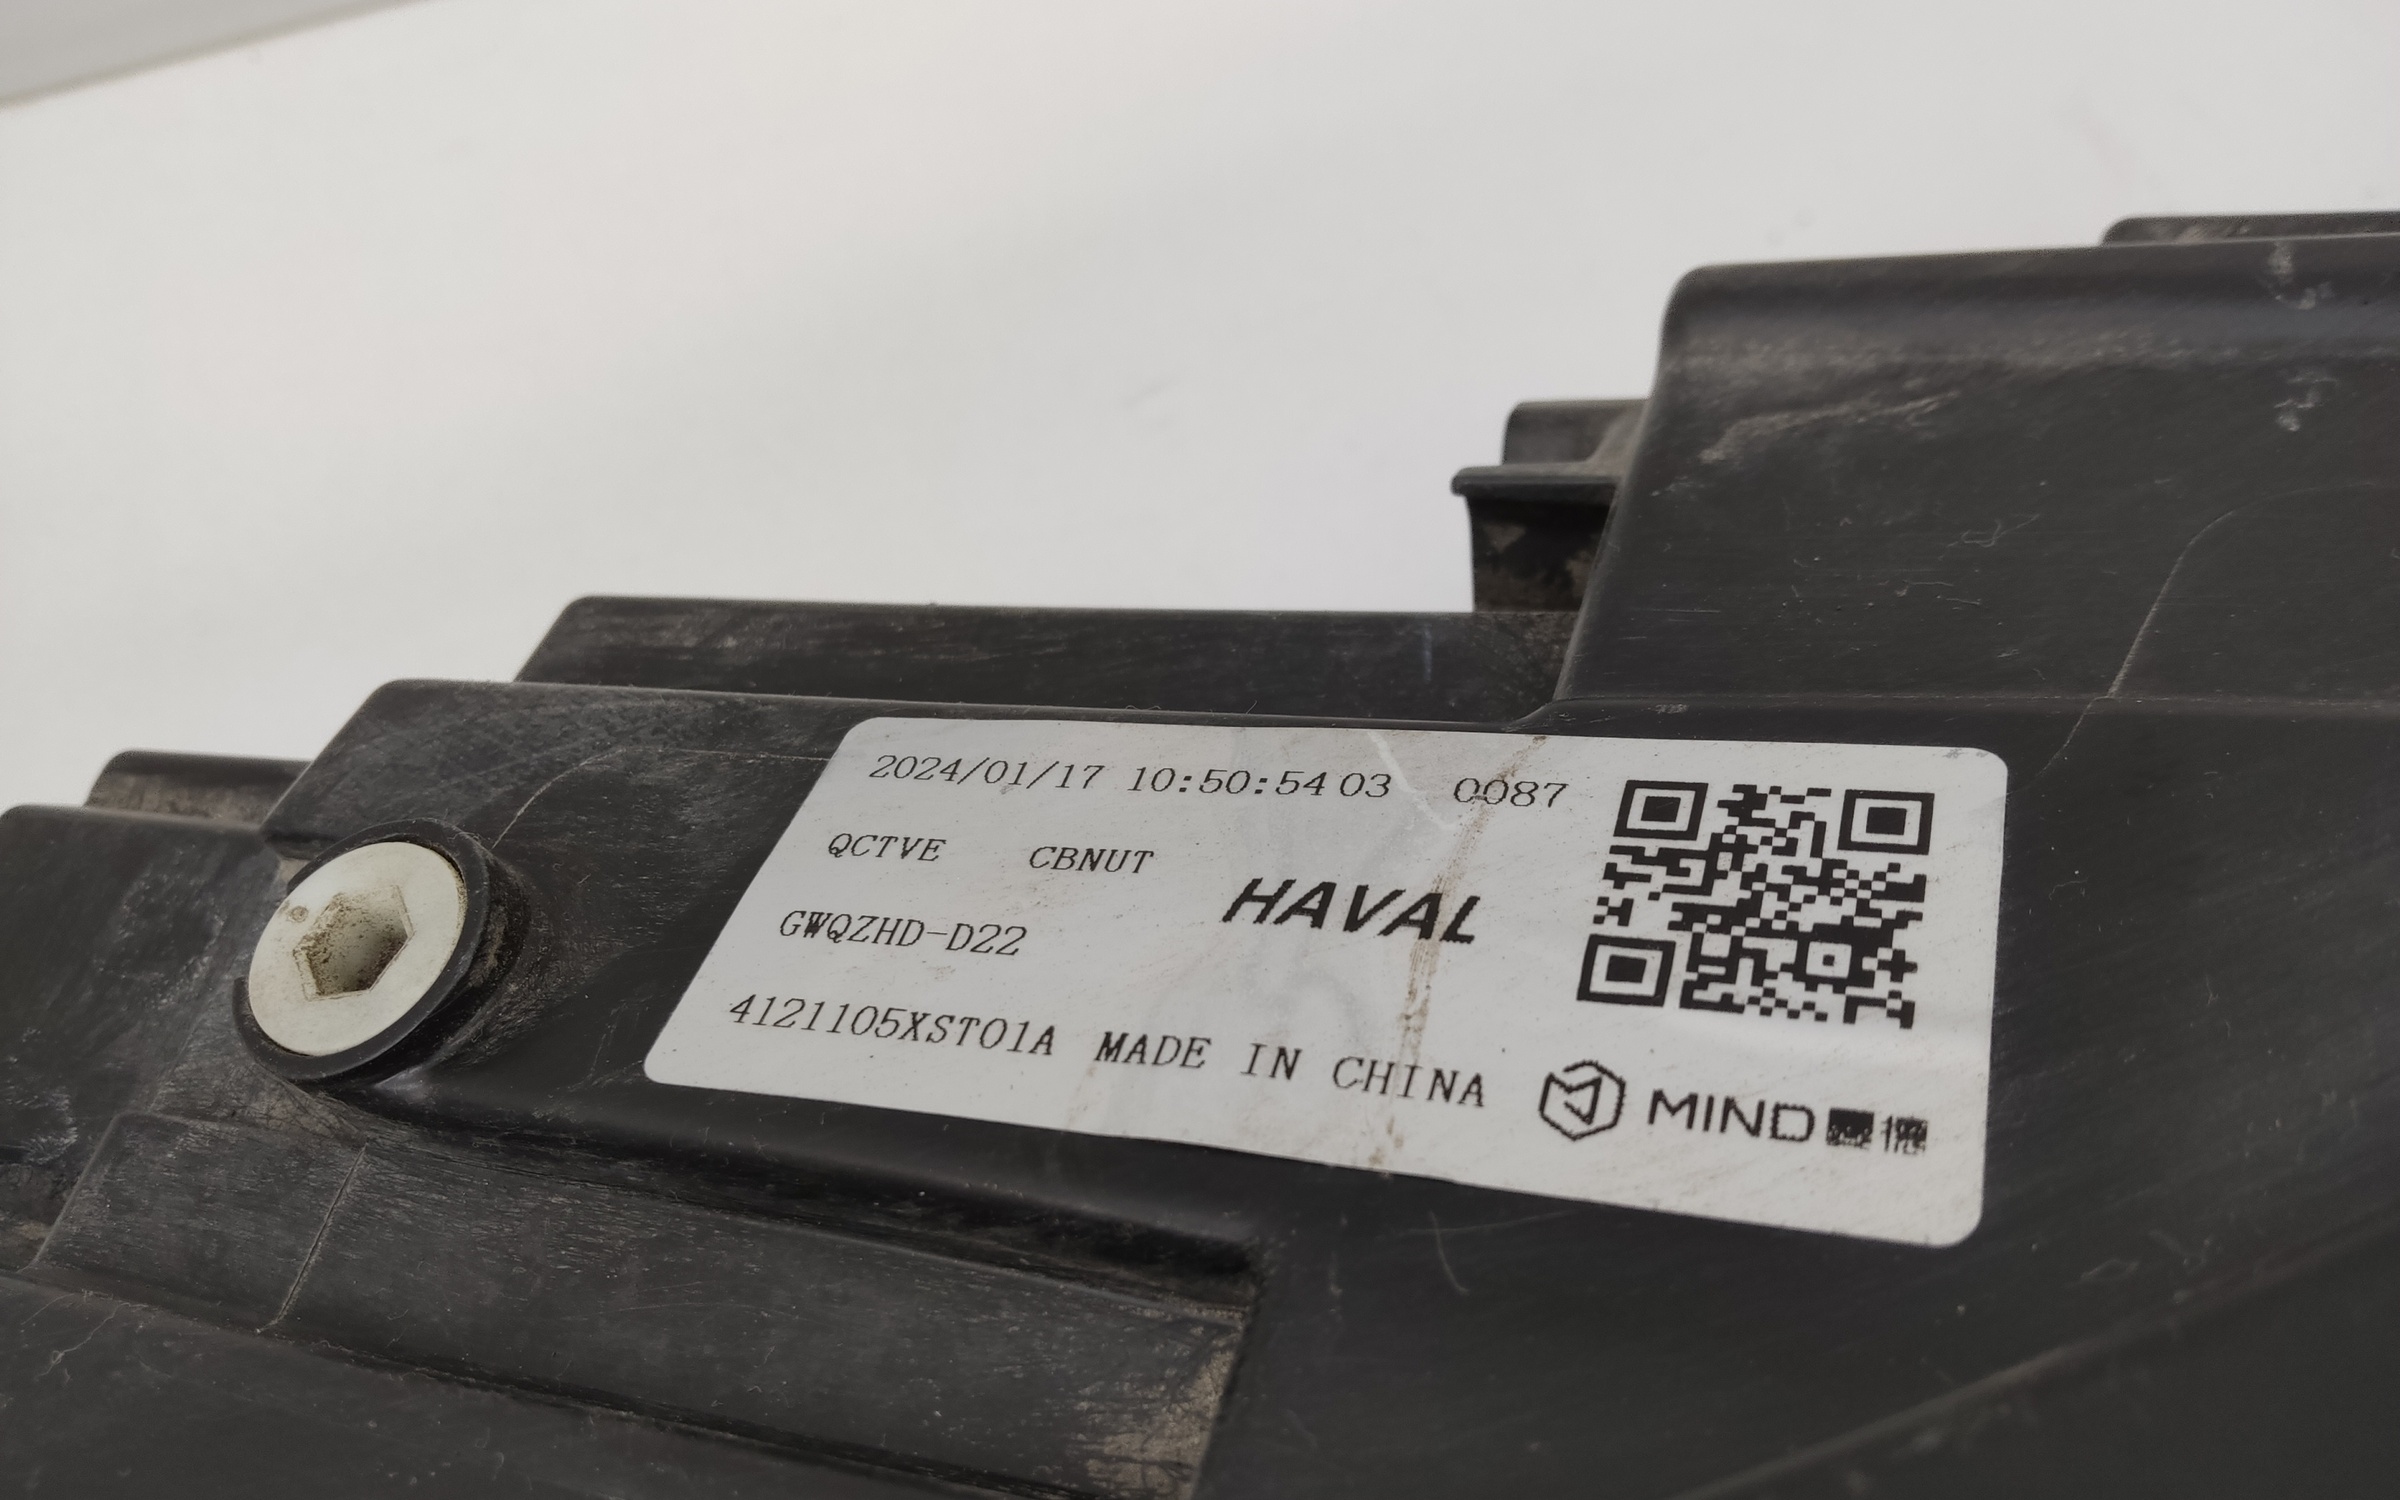 2024/01/17 10:50:54 03 0087
QCTVE CBNUT
HAVAL
GWQZHD-D22
4121105XST01A MADE IN CHINA
MIND